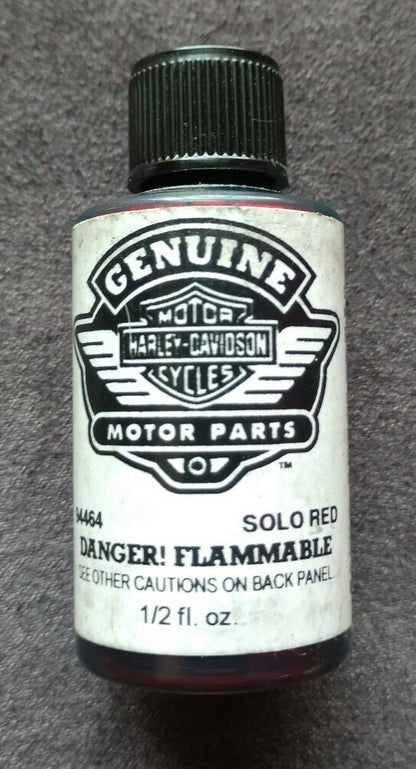 GENUINE
MOTOR
HARLEY-DAVIDSON
CYCLES
MOTOR PARTS
TM
SOLO RED
DANGER! FLAMMABLE
SEE OTHER CAUTIONS ON BACK PANEL
1/2 fl. oz.